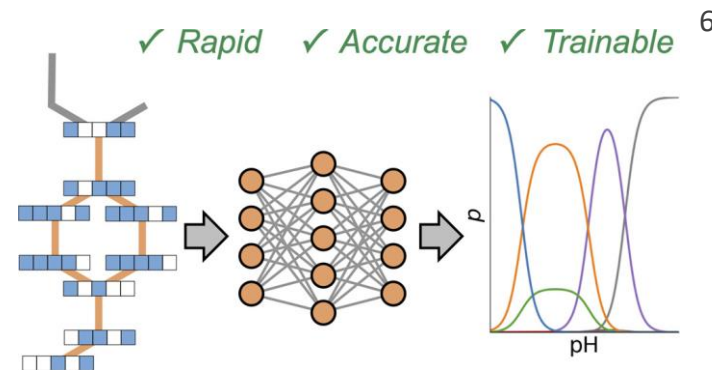 ✓ Rapid ✓ Accurate ✓ Trainable
6
p
pH